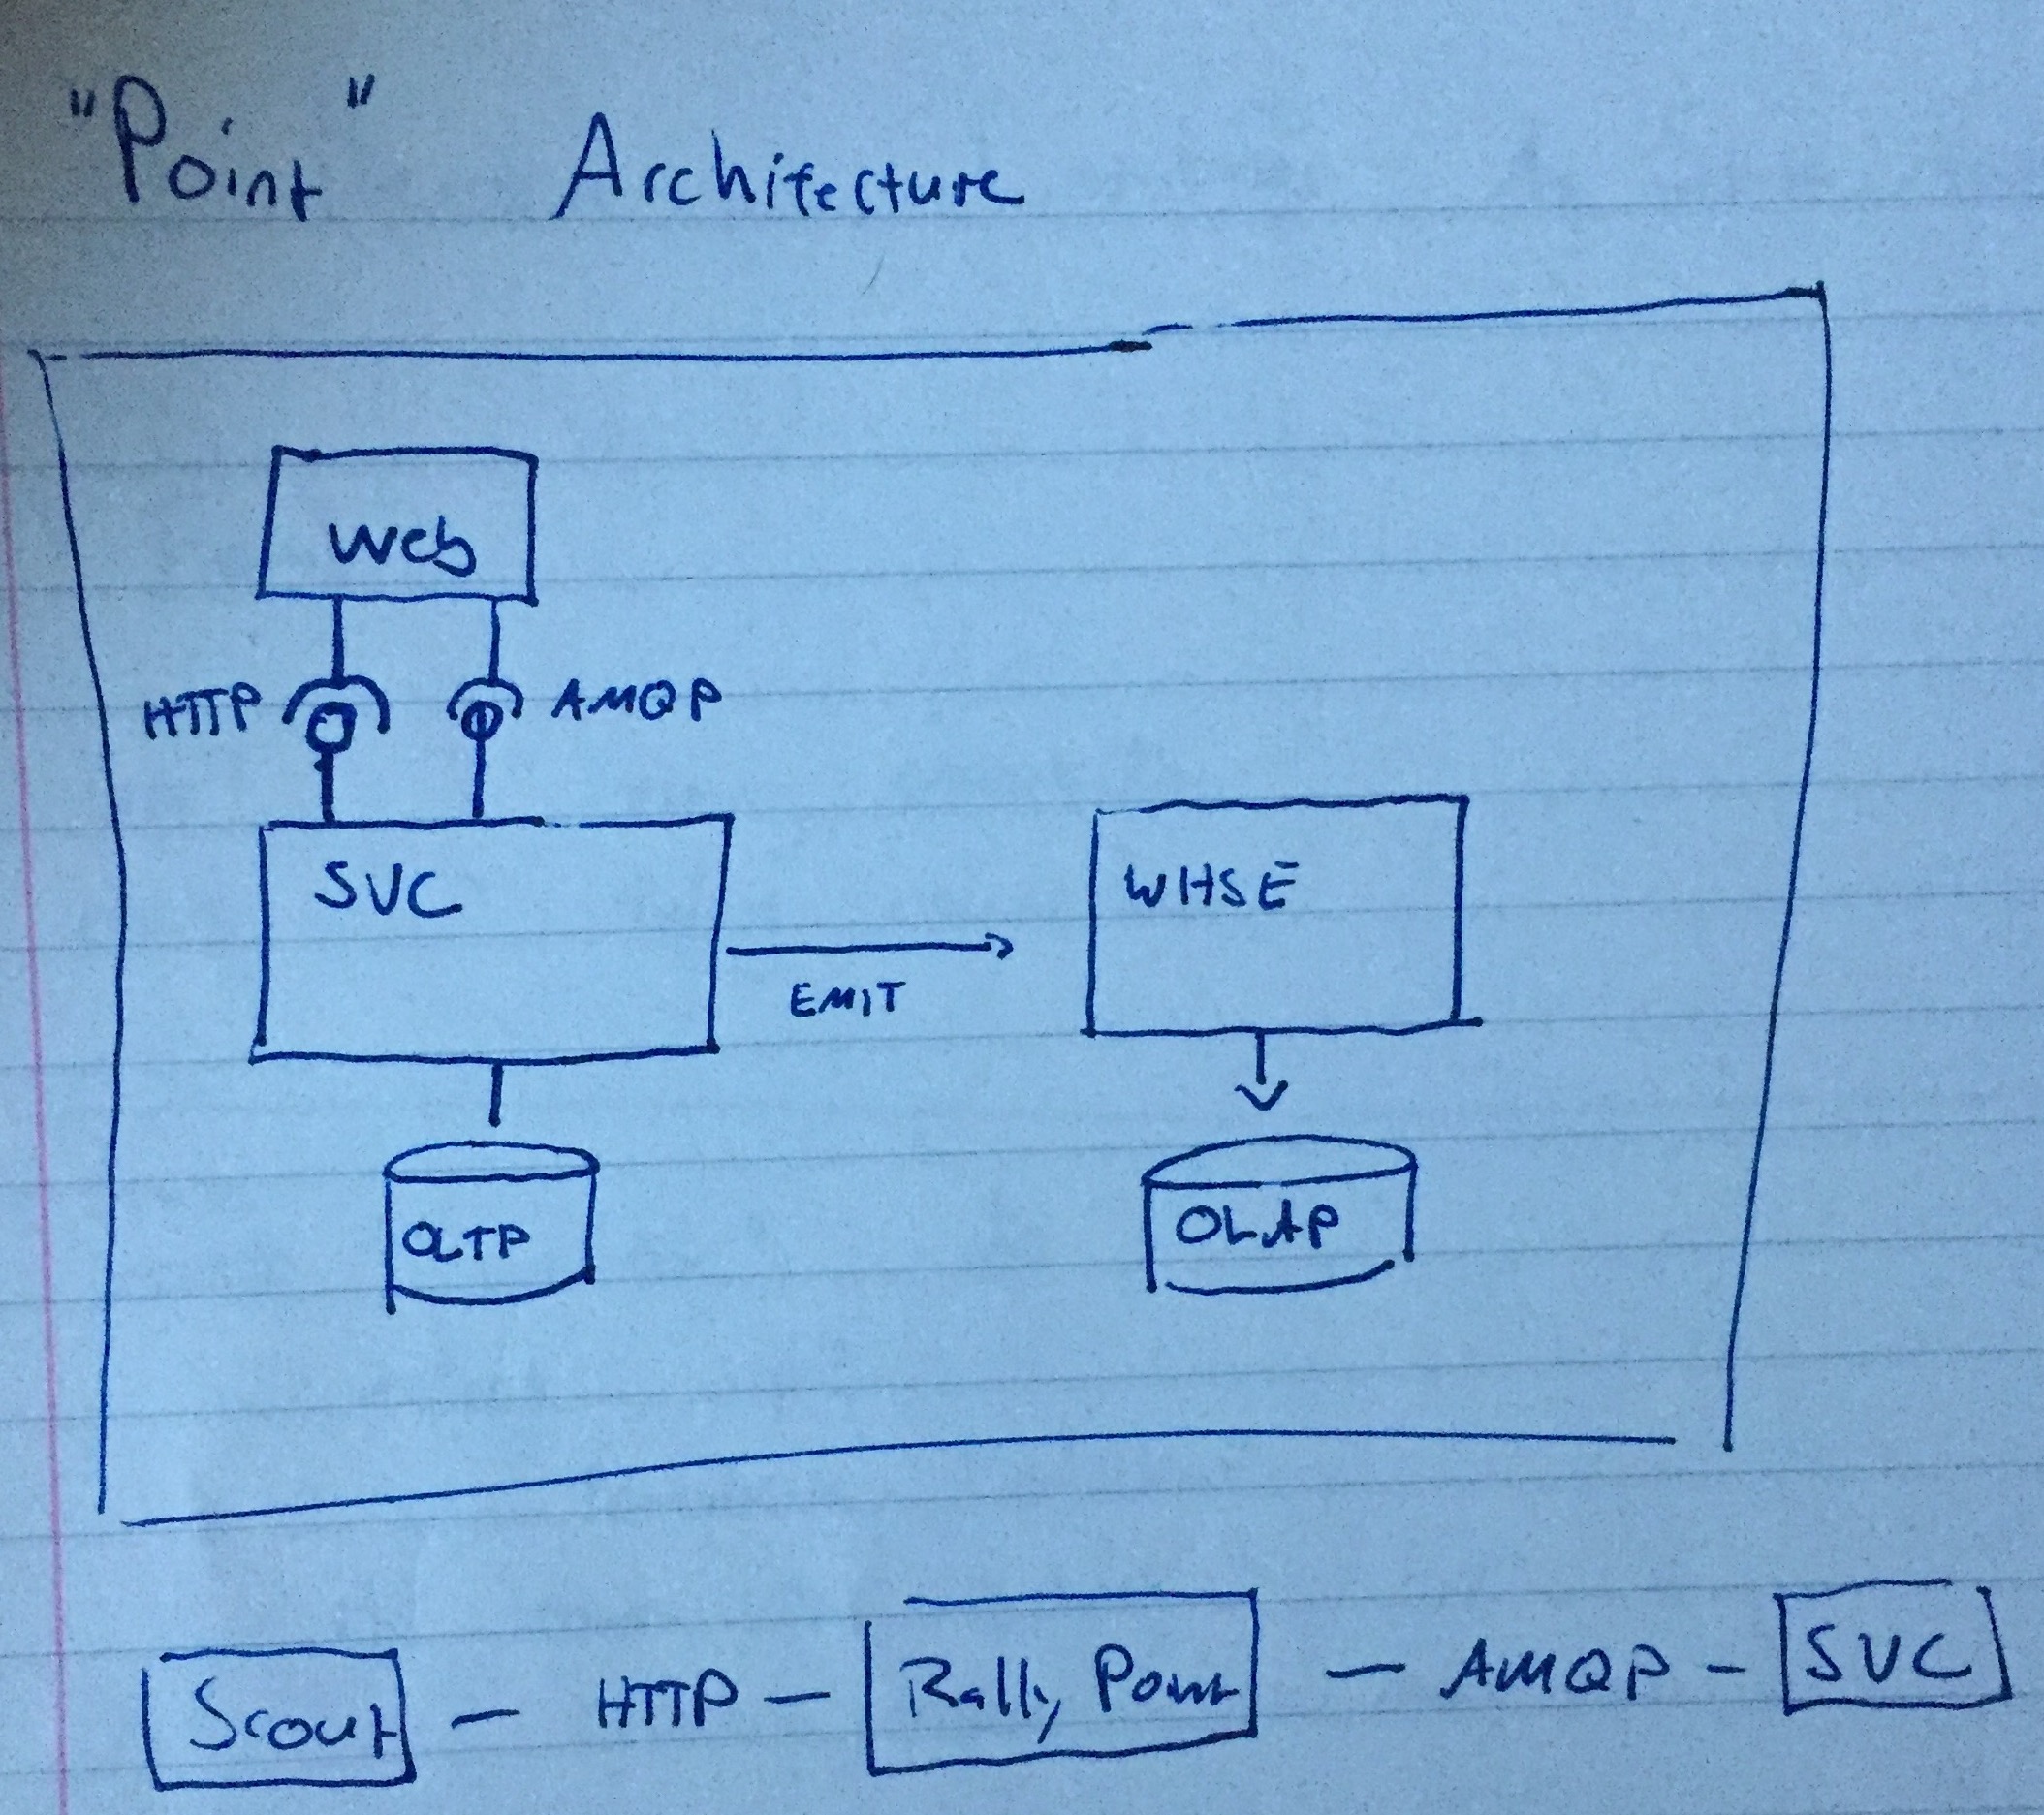 "Point" Architecture
Web
HTTP AMQP
SVC WHSE
EMIT
OLTP OLAP
Scout - HTTP - Rally Point - AMQP - SVC